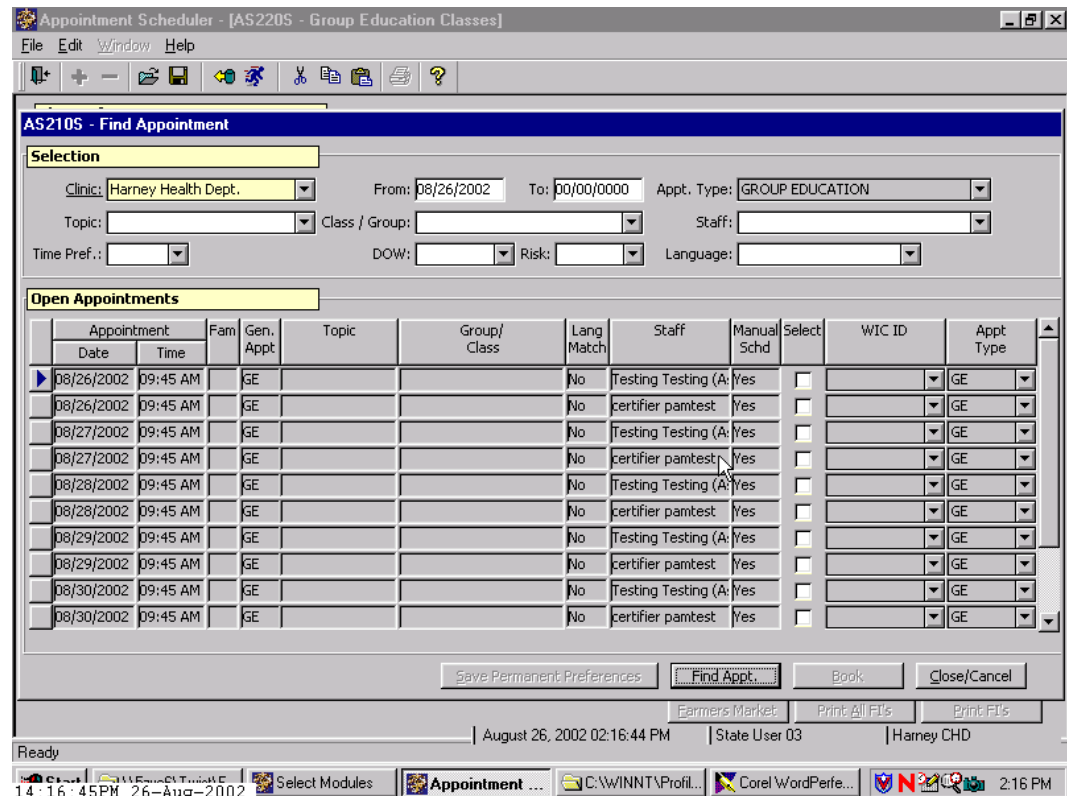 Appointment Scheduler - [AS220S - Group Education Classes]
File Edit Window Help
AS210S - Find Appointment
Selection
Clinic: Harney Health Dept. From: 08/26/2002 To: 00/00/0000 Appt. Type: GROUP EDUCATION
Topic: Class / Group: Staff:
Time Pref.: DOW: Risk: Language:
Open Appointments
Appointment Fam Gen. Appt Topic Group/ Class Lang Match Staff Manual Schd Select WIC ID Appt Type
Date Time
08/26/2002 09:45 AM GE No Testing Testing (A: Yes GE
08/26/2002 09:45 AM GE No certifier pamtest Yes GE
08/27/2002 09:45 AM GE No Testing Testing (A: Yes GE
08/27/2002 09:45 AM GE No certifier pamtest Yes GE
08/28/2002 09:45 AM GE No Testing Testing (A: Yes GE
08/28/2002 09:45 AM GE No certifier pamtest Yes GE
08/29/2002 09:45 AM GE No Testing Testing (A: Yes GE
08/29/2002 09:45 AM GE No certifier pamtest Yes GE
08/30/2002 09:45 AM GE No Testing Testing (A: Yes GE
08/30/2002 09:45 AM GE No certifier pamtest Yes GE
Save Permanent Preferences Find Appt. Book Close/Cancel
Farmers Market Print All FI's Print FI's
August 26, 2002 02:16:44 PM State User 03 Harney CHD
Ready
Start Select Modules Appointment ... C:\WINNT\Profil... Corel WordPerfe... 2:16 PM
14:16:45PM 26-Aug-2002